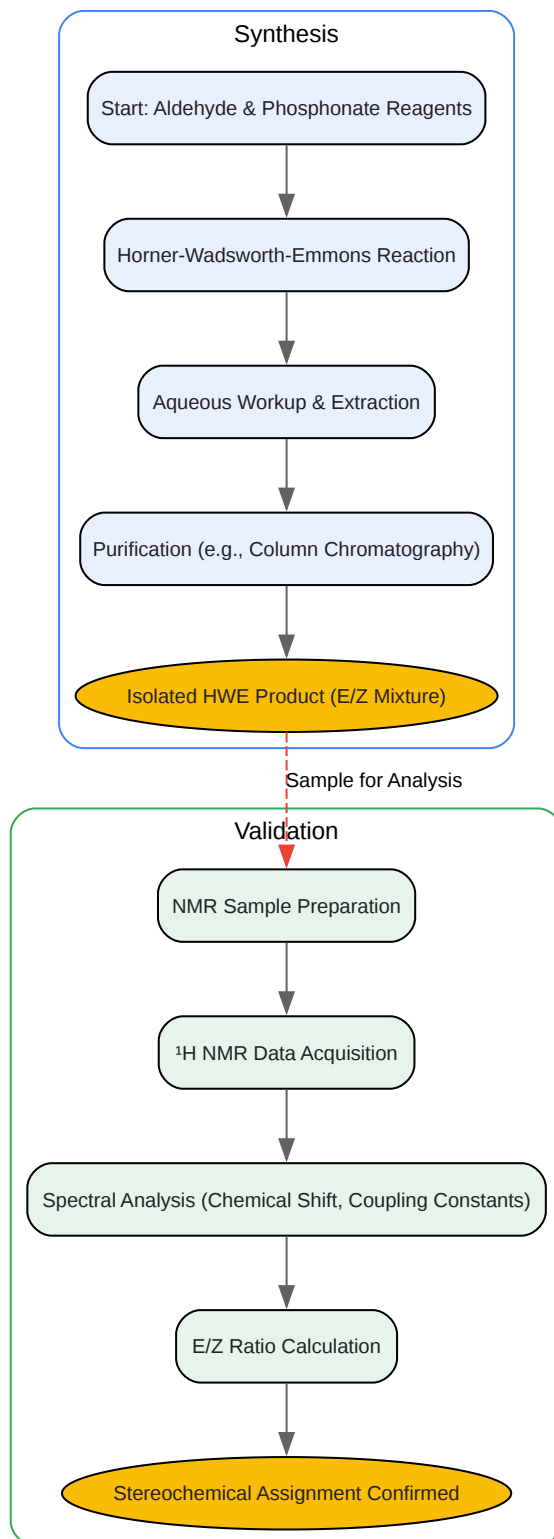 Synthesis
Start: Aldehyde & Phosphonate Reagents
Horner-Wadsworth-Emmons Reaction
Aqueous Workup & Extraction
Purification (e.g., Column Chromatography)
Isolated HWE Product (E/Z Mixture)
Sample for Analysis
Validation
NMR Sample Preparation
¹H NMR Data Acquisition
Spectral Analysis (Chemical Shift, Coupling Constants)
E/Z Ratio Calculation
Stereochemical Assignment Confirmed